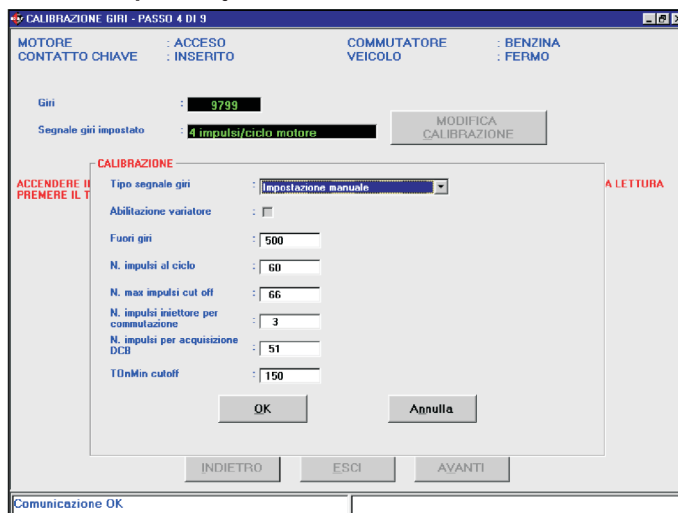 CALIBRAZIONE GIRI - PASSO 4 DI 9
MOTORE : ACCESO COMMUTATORE : BENZINA
CONTATTO CHIAVE : INSERITO VEICOLO : FERMO
Giri : 9799
Segnale giri impostato : 4 impulsi/ciclo motore
MODIFICA
CALIBRAZIONE
CALIBRAZIONE
ACCENDERE A LETTURA
PREMERE IL
Tipo segnale giri : Impostazione manuale
Abilitazione variatore :
Fuori giri : 500
N. impulsi al ciclo : 60
N. max impulsi cut off : 66
N. impulsi iniettore per
commutazione : 3
N. impulsi per acquisizione
DCB : 51
TOnMin cutoff : 150
OK Annulla
INDIETRO ESCI AVANTI
Comunicazione OK